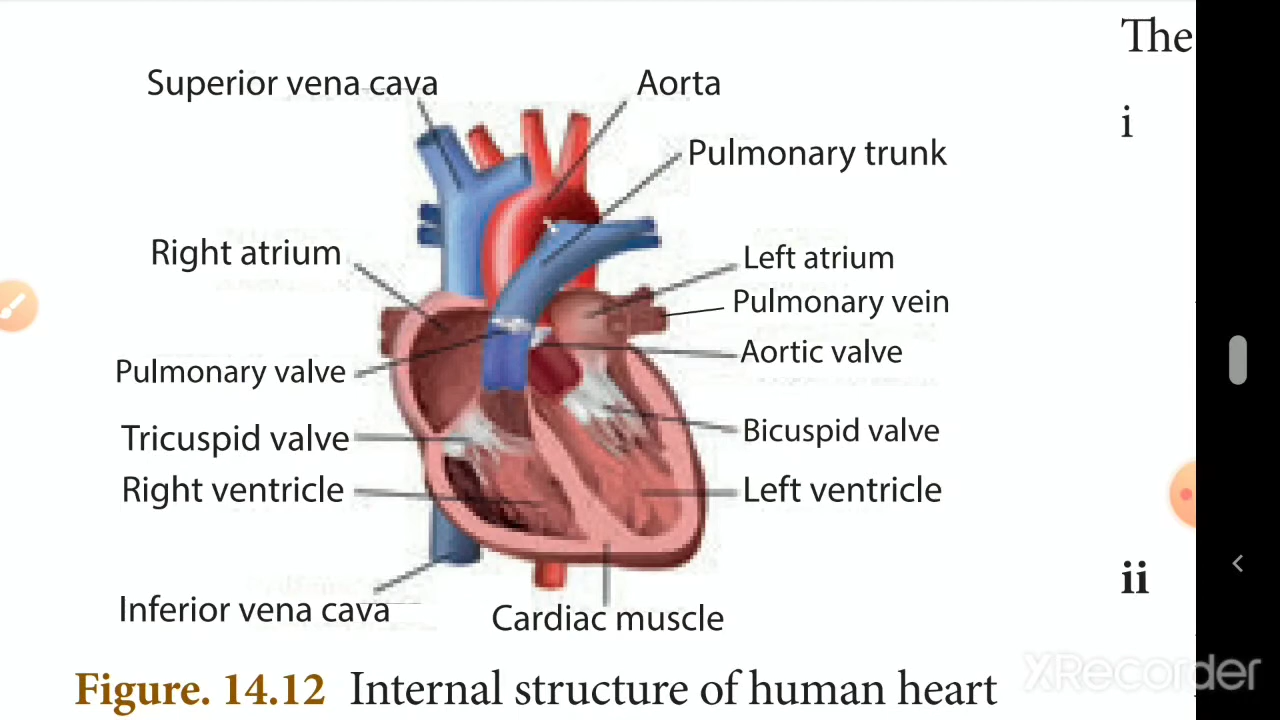 The
Superior vena cava
Aorta
i
Pulmonary trunk
Right atrium
Left atrium
Pulmonary vein
Aortic valve
Pulmonary valve
Tricuspid valve
Bicuspid valve
Right ventricle
Left ventricle
ii
Inferior vena cava
Cardiac muscle
Figure. 14.12 Internal structure of human heart
XRecorder